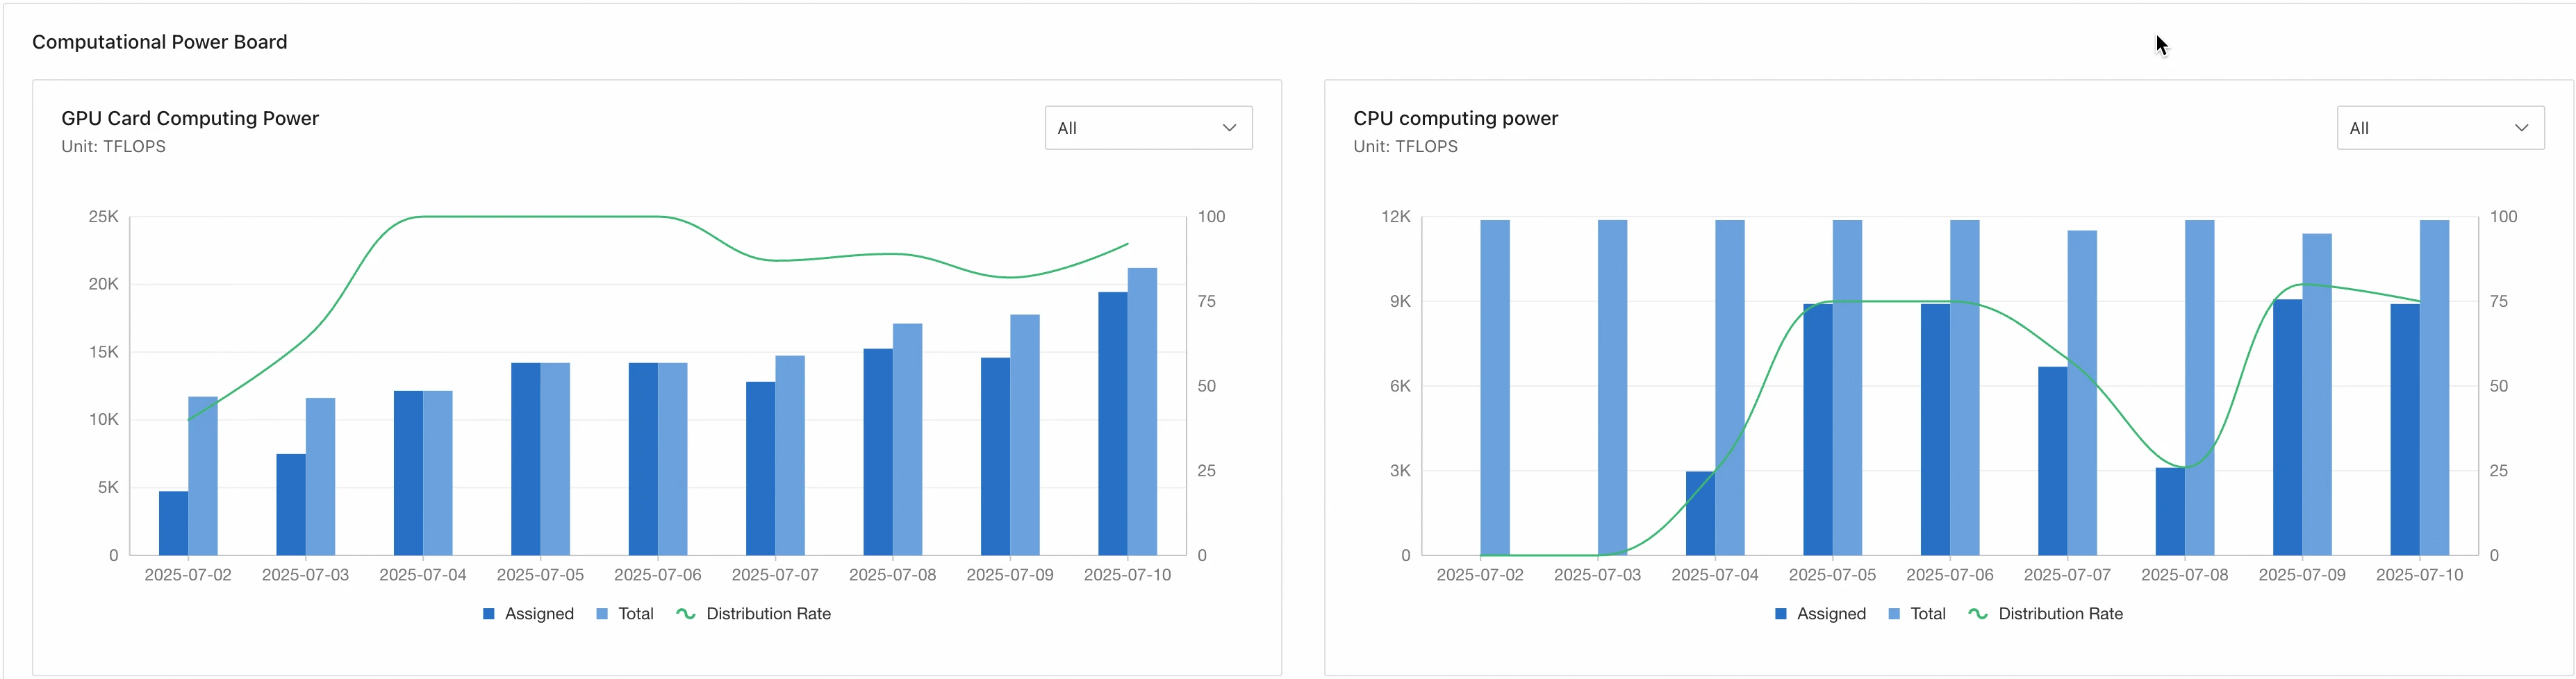 Computational Power Board
GPU Card Computing Power
Unit: TFLOPS
All
25K
20K
15K
10K
5K
0
100
75
50
25
0
2025-07-02 2025-07-03 2025-07-04 2025-07-05 2025-07-06 2025-07-07 2025-07-08 2025-07-09 2025-07-10
Assigned Total Distribution Rate
CPU computing power
Unit: TFLOPS
All
12K
9K
6K
3K
0
100
75
50
25
0
2025-07-02 2025-07-03 2025-07-04 2025-07-05 2025-07-06 2025-07-07 2025-07-08 2025-07-09 2025-07-10
Assigned Total Distribution Rate